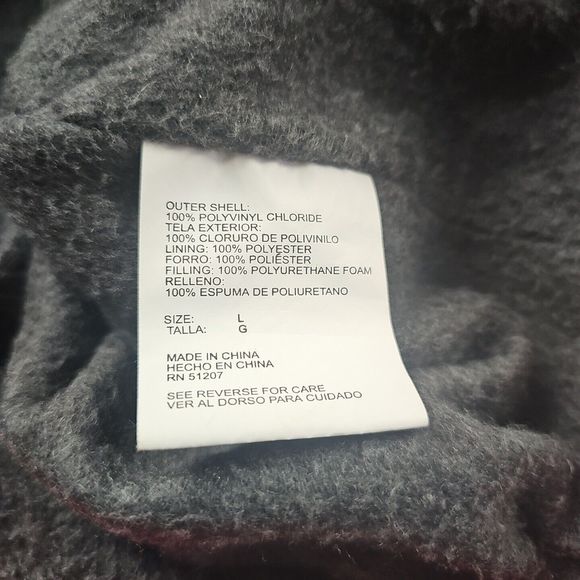 OUTER SHELL:
100% POLYVINYL CHLORIDE
TELA EXTERIOR:
100% CLORURO DE POLIVINILO
LINING: 100% POLYESTER
FORRO: 100% POLIÉSTER
FILLING: 100% POLYURETHANE FOAM
RELLENO:
100% ESPUMA DE POLIURETANO
SIZE: L
TALLA: G
MADE IN CHINA
HECHO EN CHINA
RN 51207
SEE REVERSE FOR CARE
VER AL DORSO PARA CUIDADO